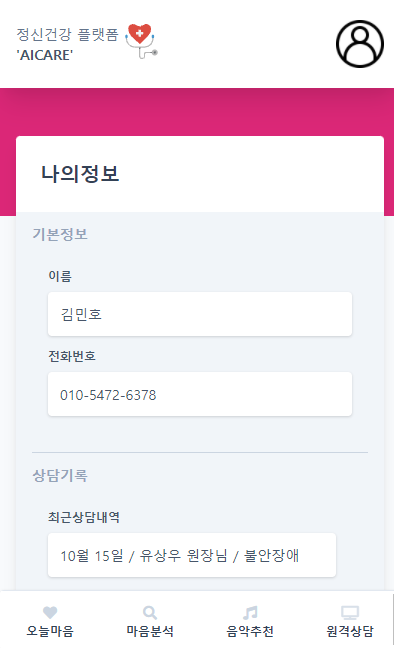 정신건강 플랫폼
'AICARE'
나의정보
기본정보
이름
김민호
전화번호
010-5472-6378
상담기록
최근상담내역
10월 15일 / 유상우 원장님 / 불안장애
오늘마음 마음분석 음악추천 원격상담